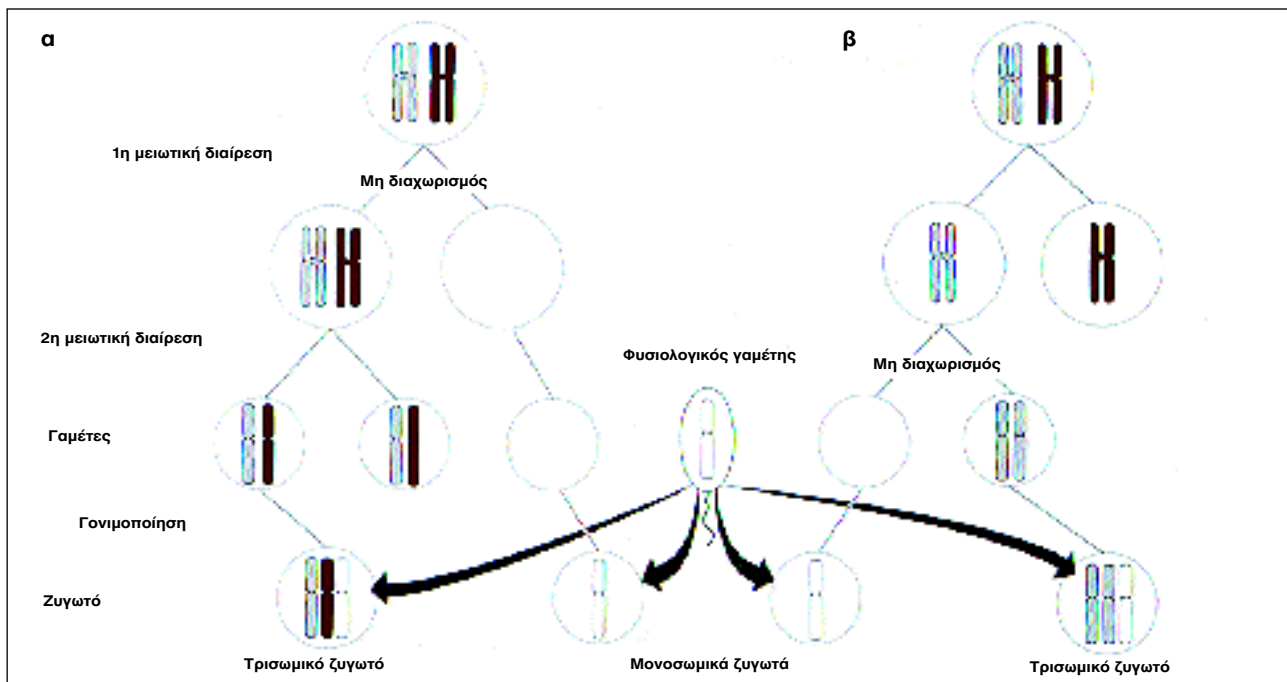 α
β
1η μειωτική διαίρεση
Μη διαχωρισμός
2η μειωτική διαίρεση
Φυσιολογικός γαμέτης
Μη διαχωρισμός
Γαμέτες
Γονιμοποίηση
Ζυγωτό
Τρισωμικό ζυγωτό
Μονοσωμικά ζυγωτά
Τρισωμικό ζυγωτό